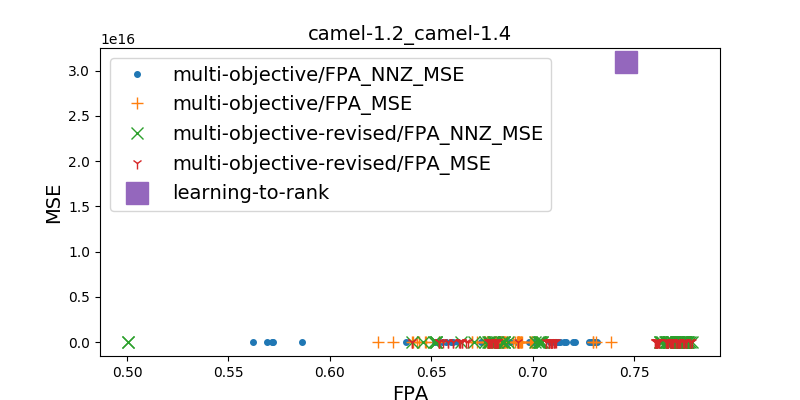 camel-1.2_camel-1.4
1e16
3.0
2.5
2.0
1.5
1.0
0.5
0.0
MSE
multi-objective/FPA_NNZ_MSE
multi-objective/FPA_MSE
multi-objective-revised/FPA_NNZ_MSE
multi-objective-revised/FPA_MSE
learning-to-rank
0.50 0.55 0.60 0.65 0.70 0.75
FPA